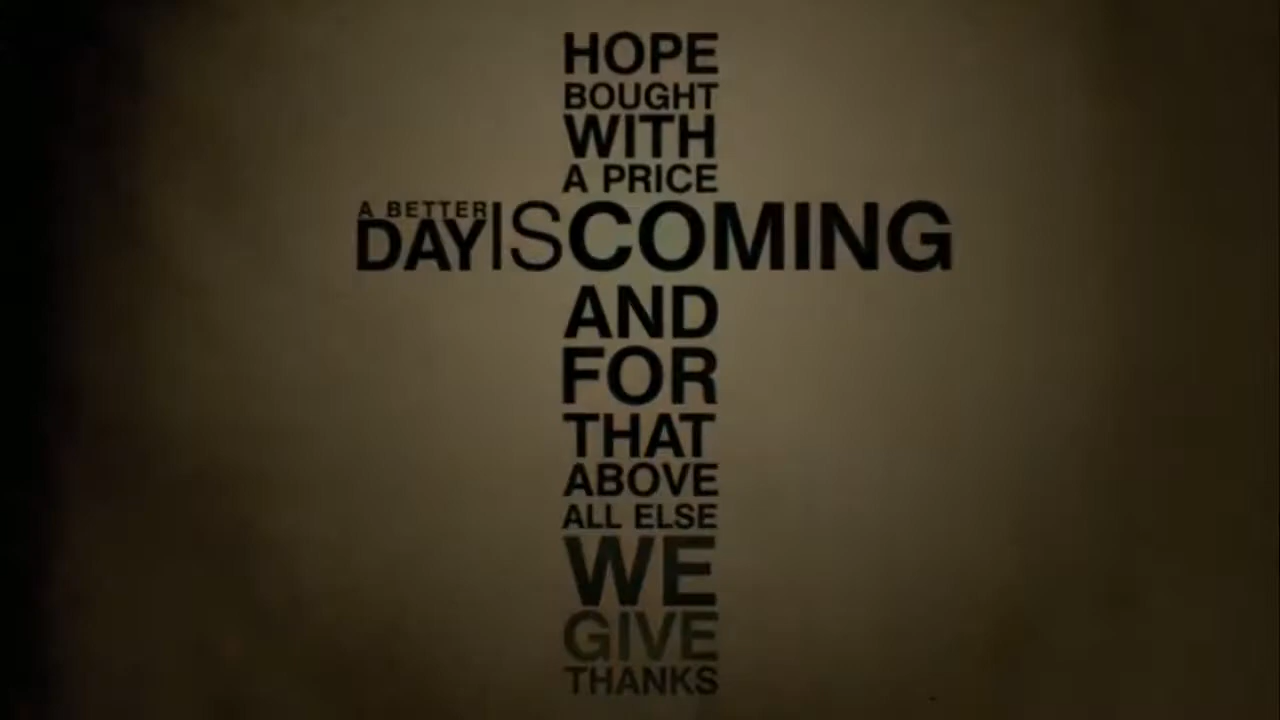 HOPE
BOUGHT
WITH
A PRICE
A BETTER
DAY IS COMING
AND
FOR
THAT
ABOVE
ALL ELSE
WE
GIVE
THANKS